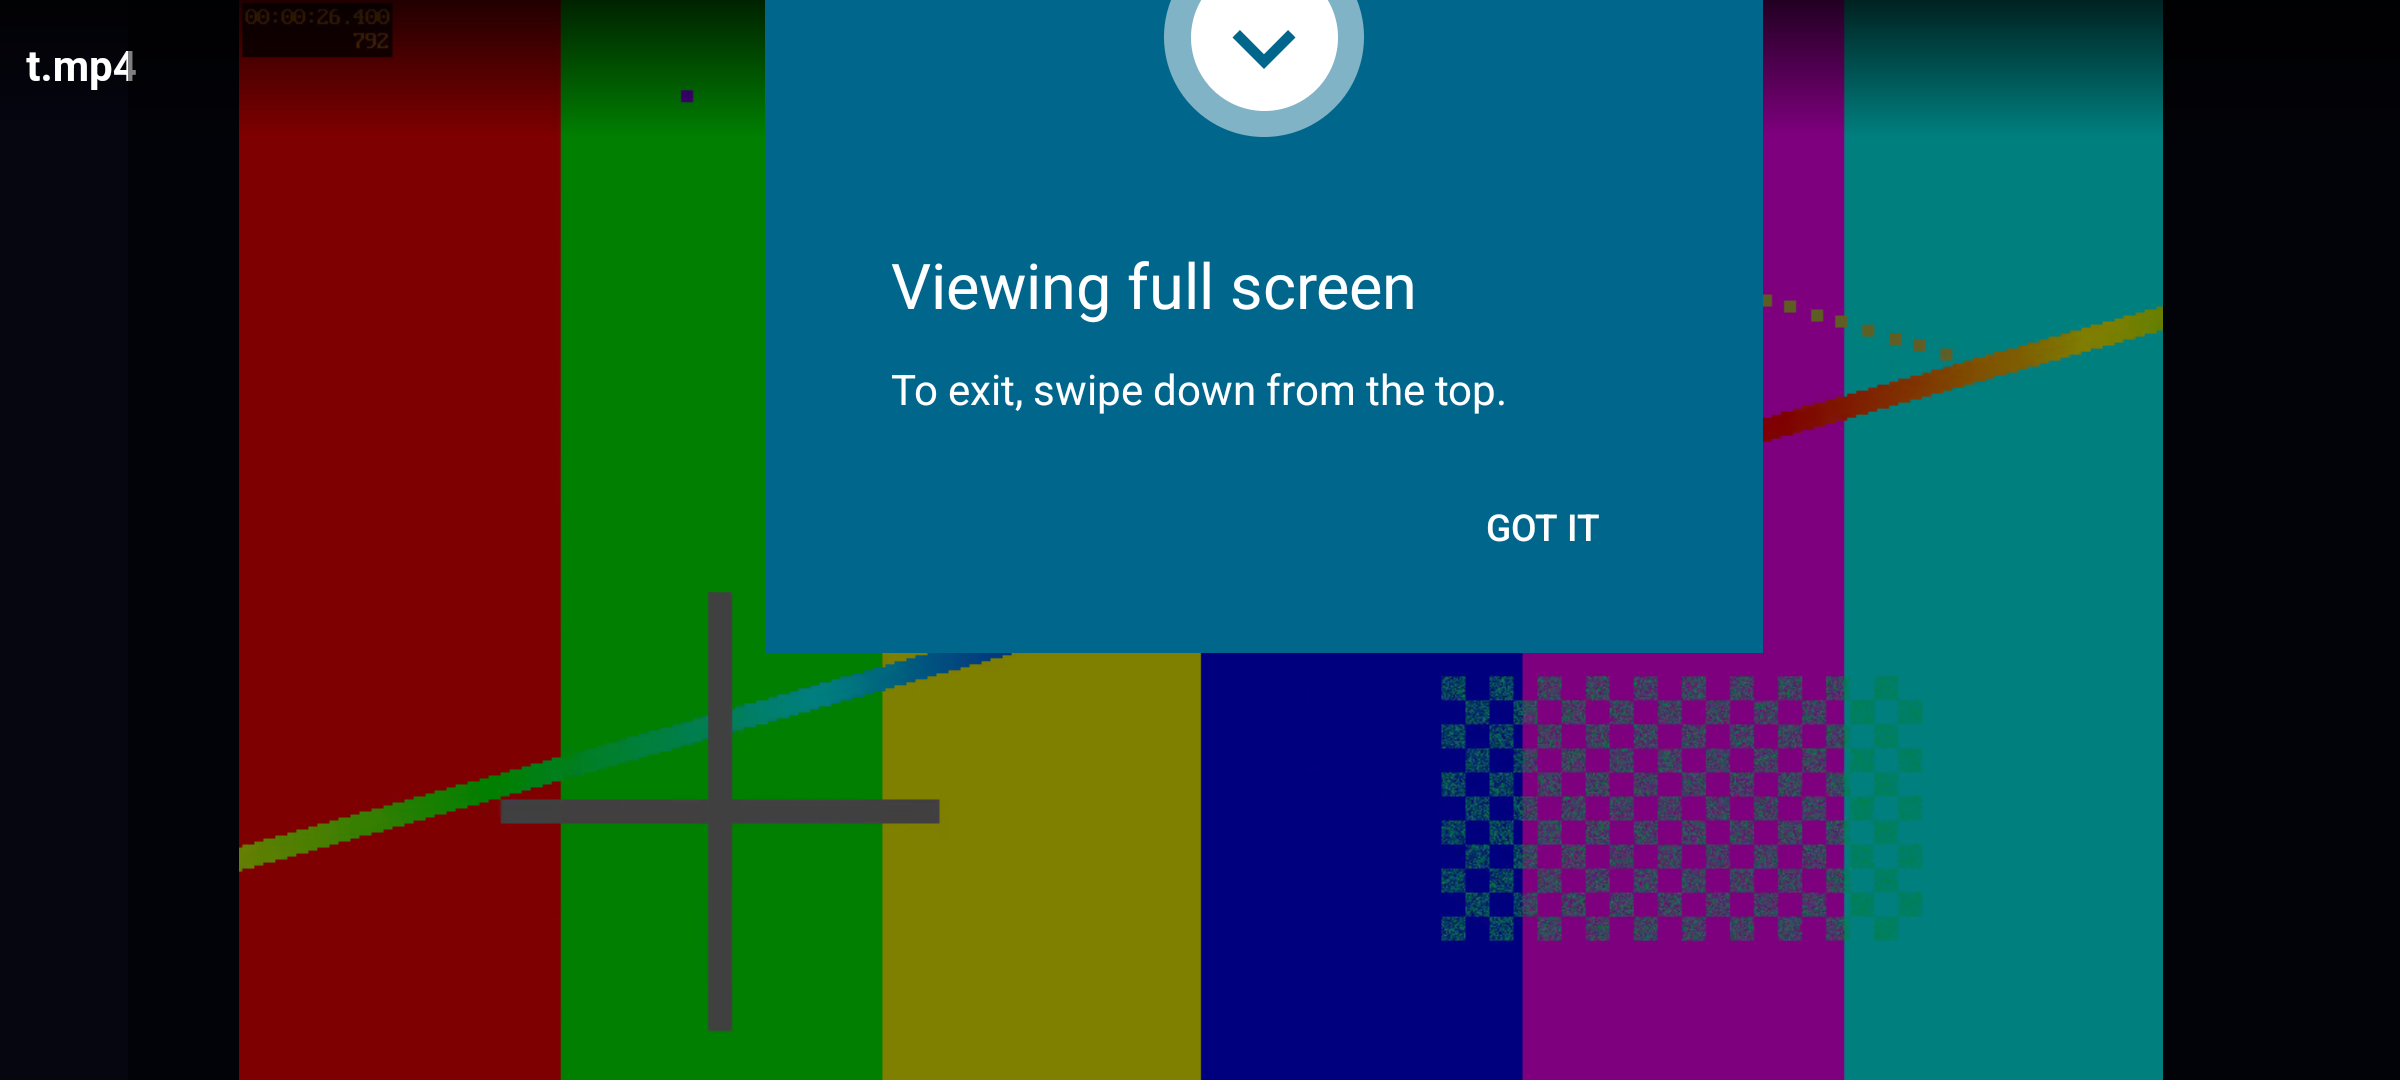 00:00:26.400
792
t.mp4
Viewing full screen
To exit, swipe down from the top.
GOT IT